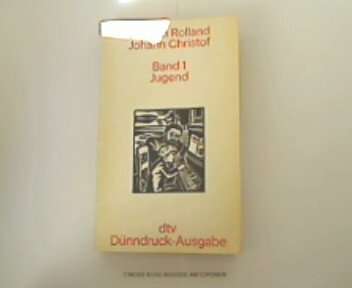 Rolland
Johann Christof
Band 1
Jugend
dtv
Dünndruck-Ausgabe